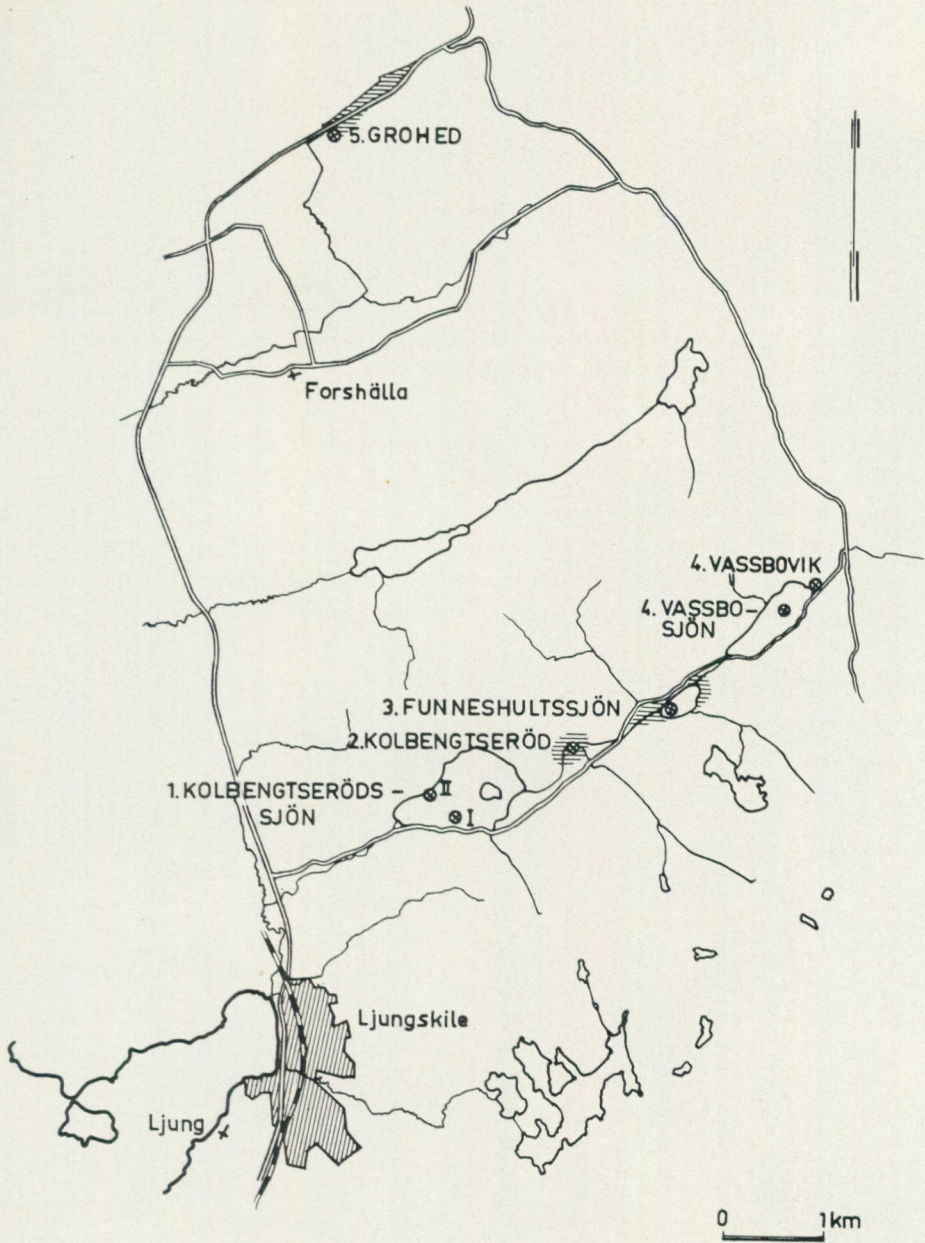 5. GROHED
Forshälla
4. VASSBOVIK
4. VASSBO-
SJÖN
3. FUNNESHULTSSJÖN
2. KOLBENGTSERÖD
1. KOLBENGTSERÖDS-
SJÖN
II
I
Ljungskile
Ljung
0 1km